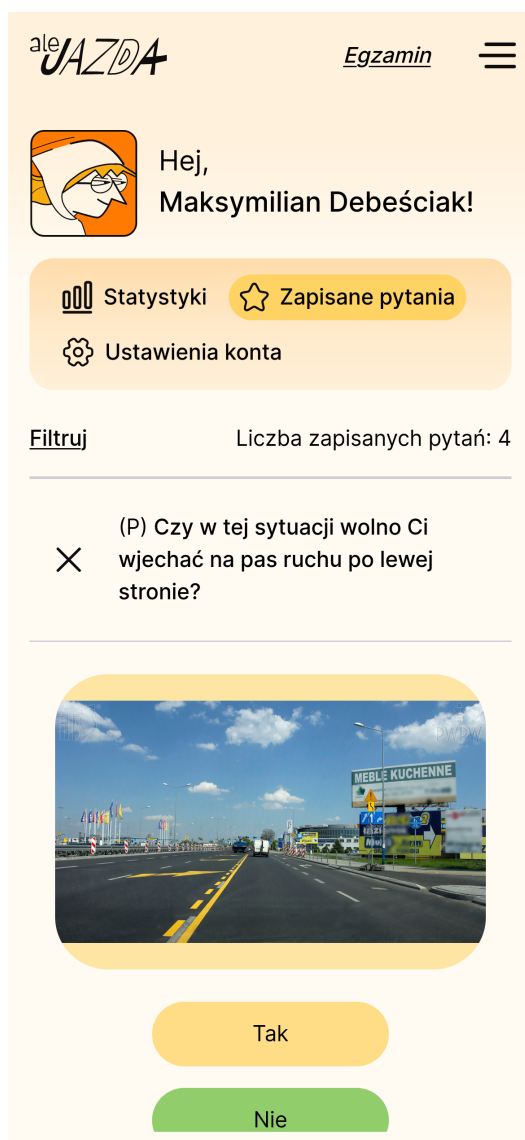 ale JAZDA
Egzamin
Hej,
Maksymilian Debeściak!
Statystyki
Zapisane pytania
Ustawienia konta
Filtruj
Liczba zapisanych pytań: 4
(P) Czy w tej sytuacji wolno Ci
wjechać na pas ruchu po lewej
stronie?
PWPW
MEBLE KUCHENNE
Tak
Nie